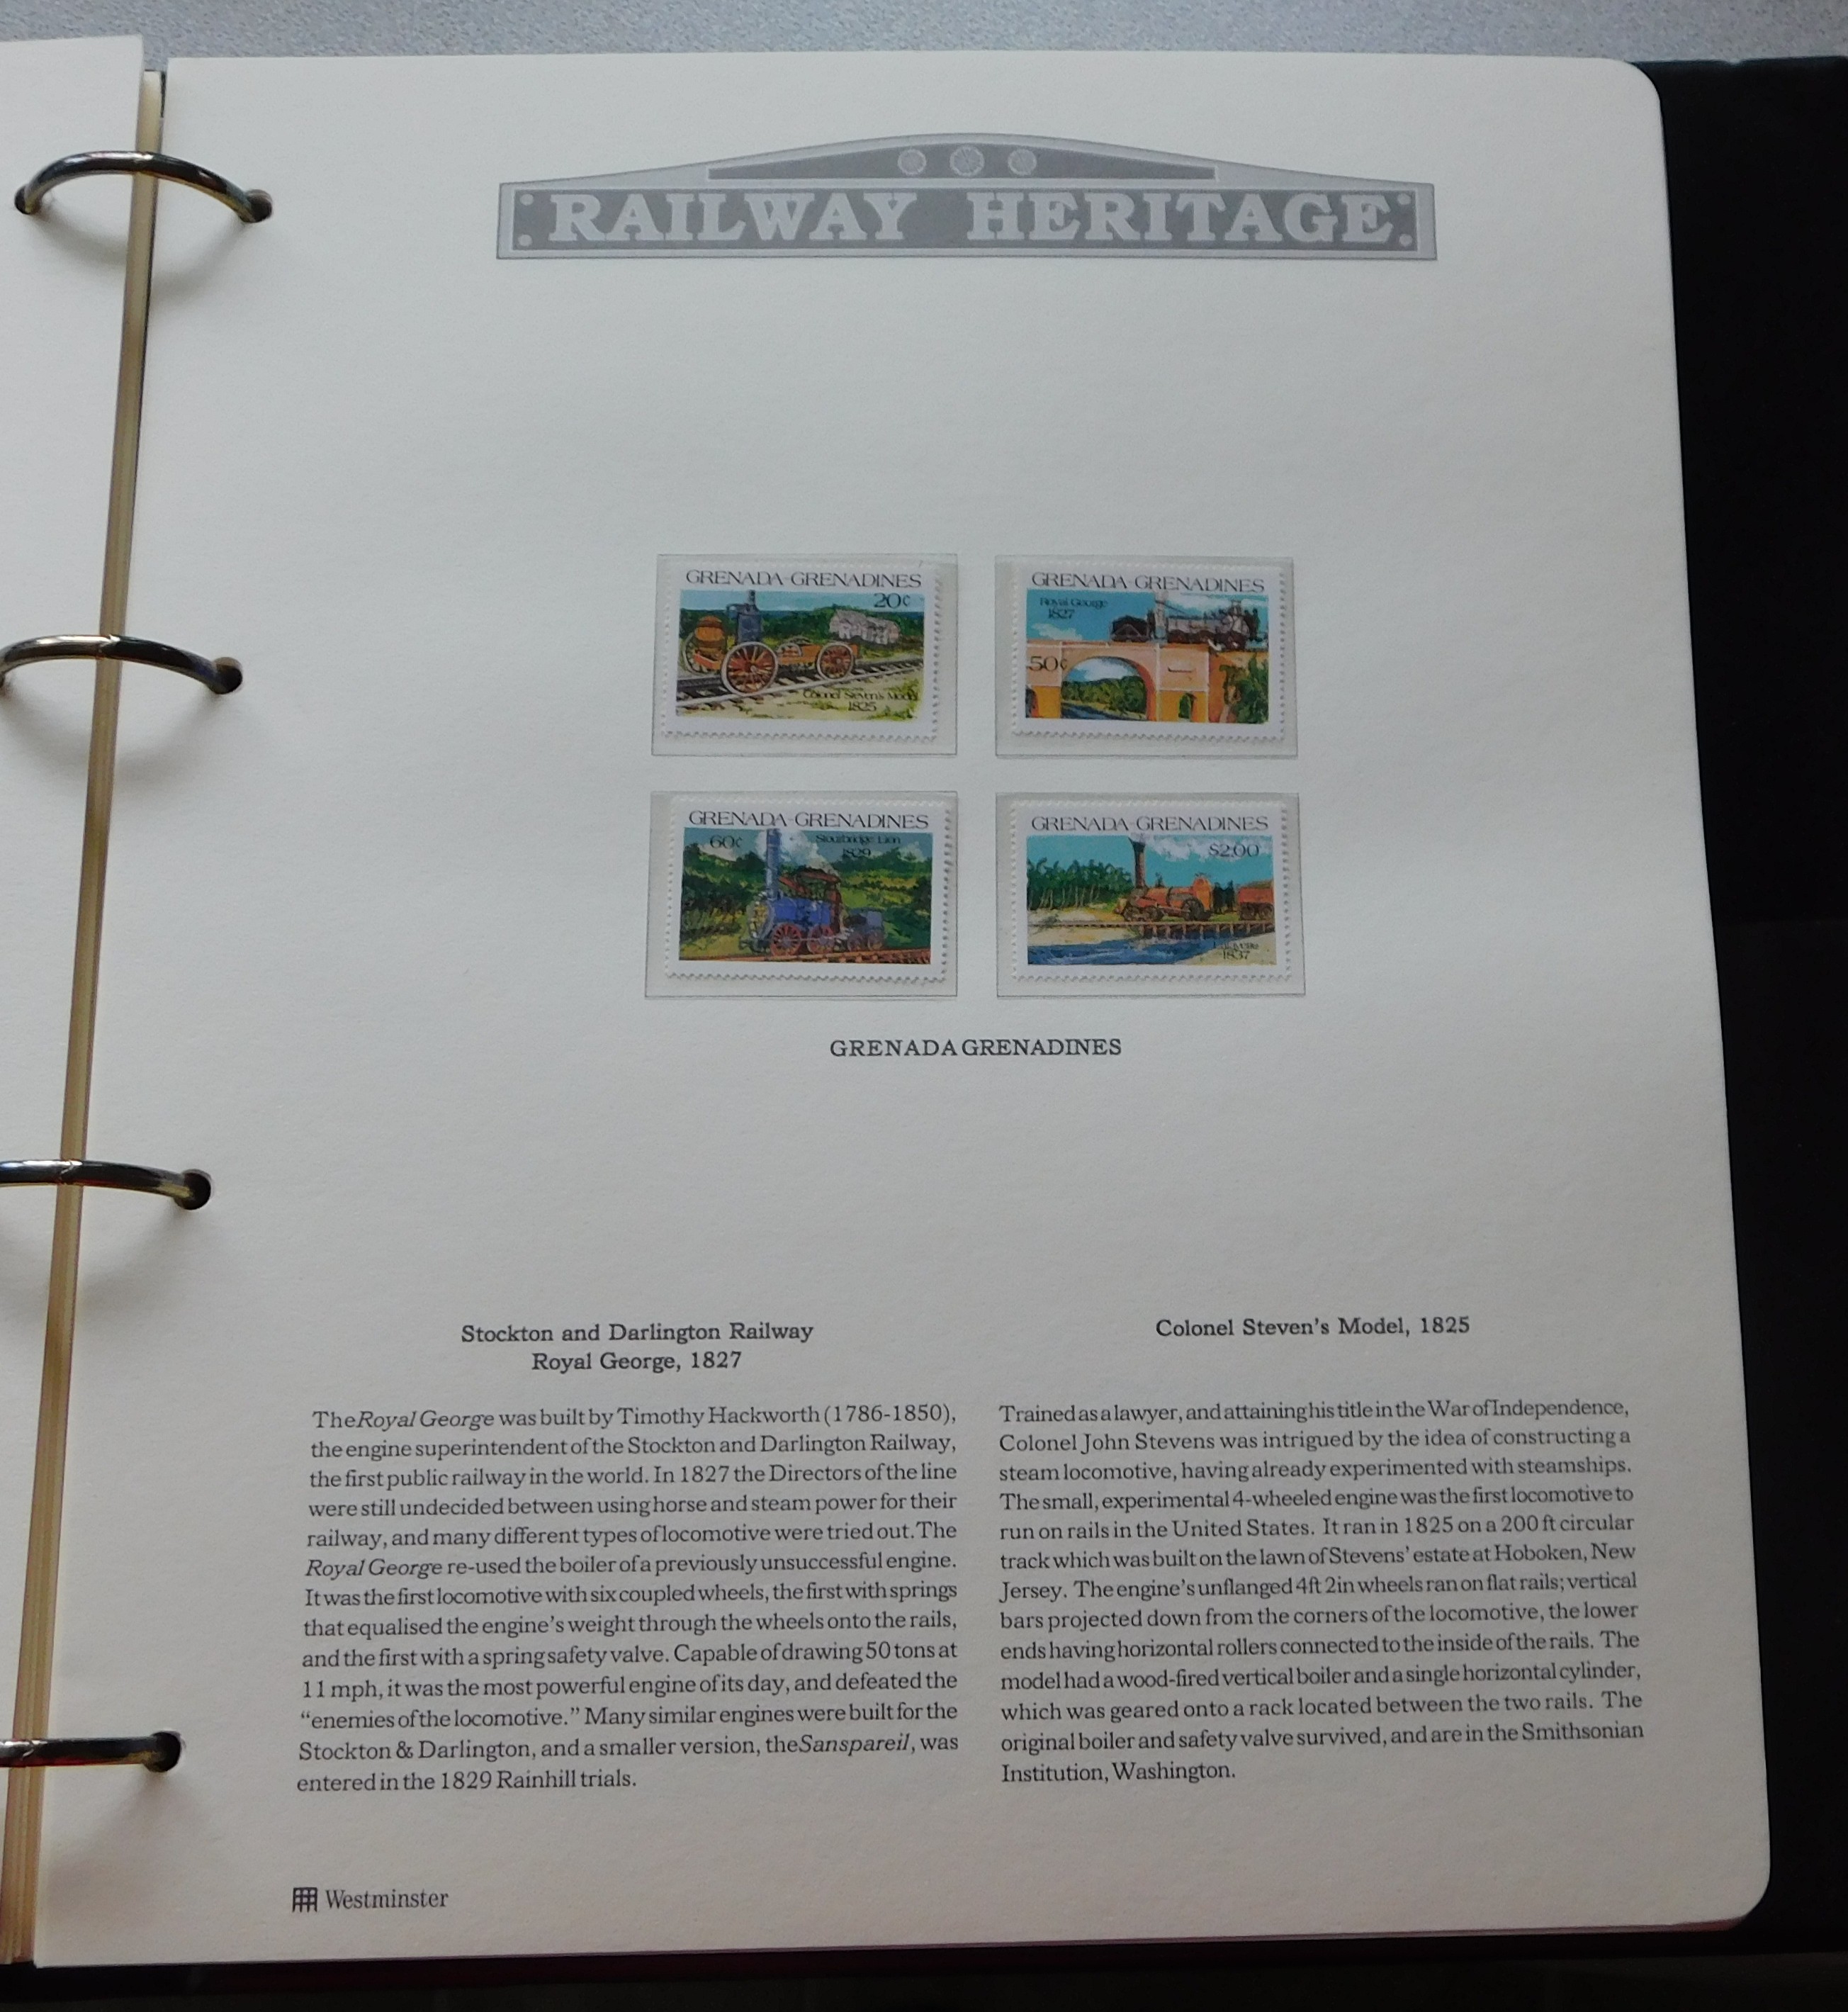 RAILWAY HERITAGE
GRENADA-GRENADINES
20¢
Colonel Steven's Model
1825
GRENADA-GRENADINES
Royal George
1827
50¢
GRENADA-GRENADINES
60¢
Stourbridge Lion
1829
GRENADA-GRENADINES
$2.00
1837
GRENADA GRENADINES
Stockton and Darlington Railway
Royal George, 1827
The Royal George was built by Timothy Hackworth (1786-1850),
the engine superintendent of the Stockton and Darlington Railway,
the first public railway in the world. In 1827 the Directors of the line
were still undecided between using horse and steam power for their
railway, and many different types of locomotive were tried out. The
Royal George re-used the boiler of a previously unsuccessful engine.
It was the first locomotive with six coupled wheels, the first with springs
that equalised the engine's weight through the wheels onto the rails,
and the first with a spring safety valve. Capable of drawing 50 tons at
11 mph, it was the most powerful engine of its day, and defeated the
“enemies of the locomotive.” Many similar engines were built for the
Stockton & Darlington, and a smaller version, the Sanspareil, was
entered in the 1829 Rainhill trials.
Colonel Steven's Model, 1825
Trained as a lawyer, and attaining his title in the War of Independence,
Colonel John Stevens was intrigued by the idea of constructing a
steam locomotive, having already experimented with steamships.
The small, experimental 4-wheeled engine was the first locomotive to
run on rails in the United States. It ran in 1825 on a 200 ft circular
track which was built on the lawn of Stevens' estate at Hoboken, New
Jersey. The engine's unflanged 4ft 2in wheels ran on flat rails; vertical
bars projected down from the corners of the locomotive, the lower
ends having horizontal rollers connected to the inside of the rails. The
model had a wood-fired vertical boiler and a single horizontal cylinder,
which was geared onto a rack located between the two rails. The
original boiler and safety valve survived, and are in the Smithsonian
Institution, Washington.
Westminster